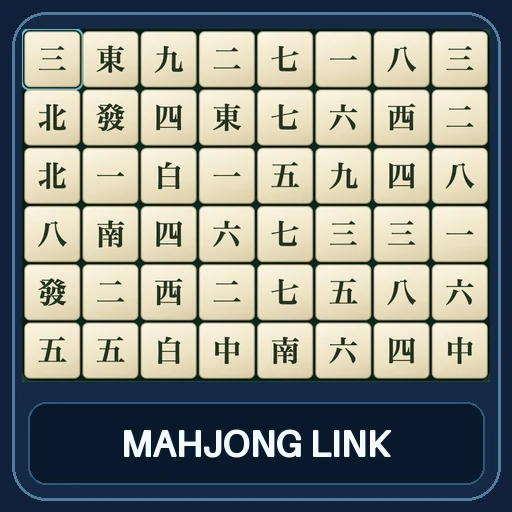 三 東 九 二 七 一 八 三
北 發 四 東 七 六 西 二
北 一 白 一 五 九 四 八
八 南 四 六 七 三 三 一
發 二 西 二 七 五 八 六
五 五 白 中 南 六 四 中
MAHJONG LINK